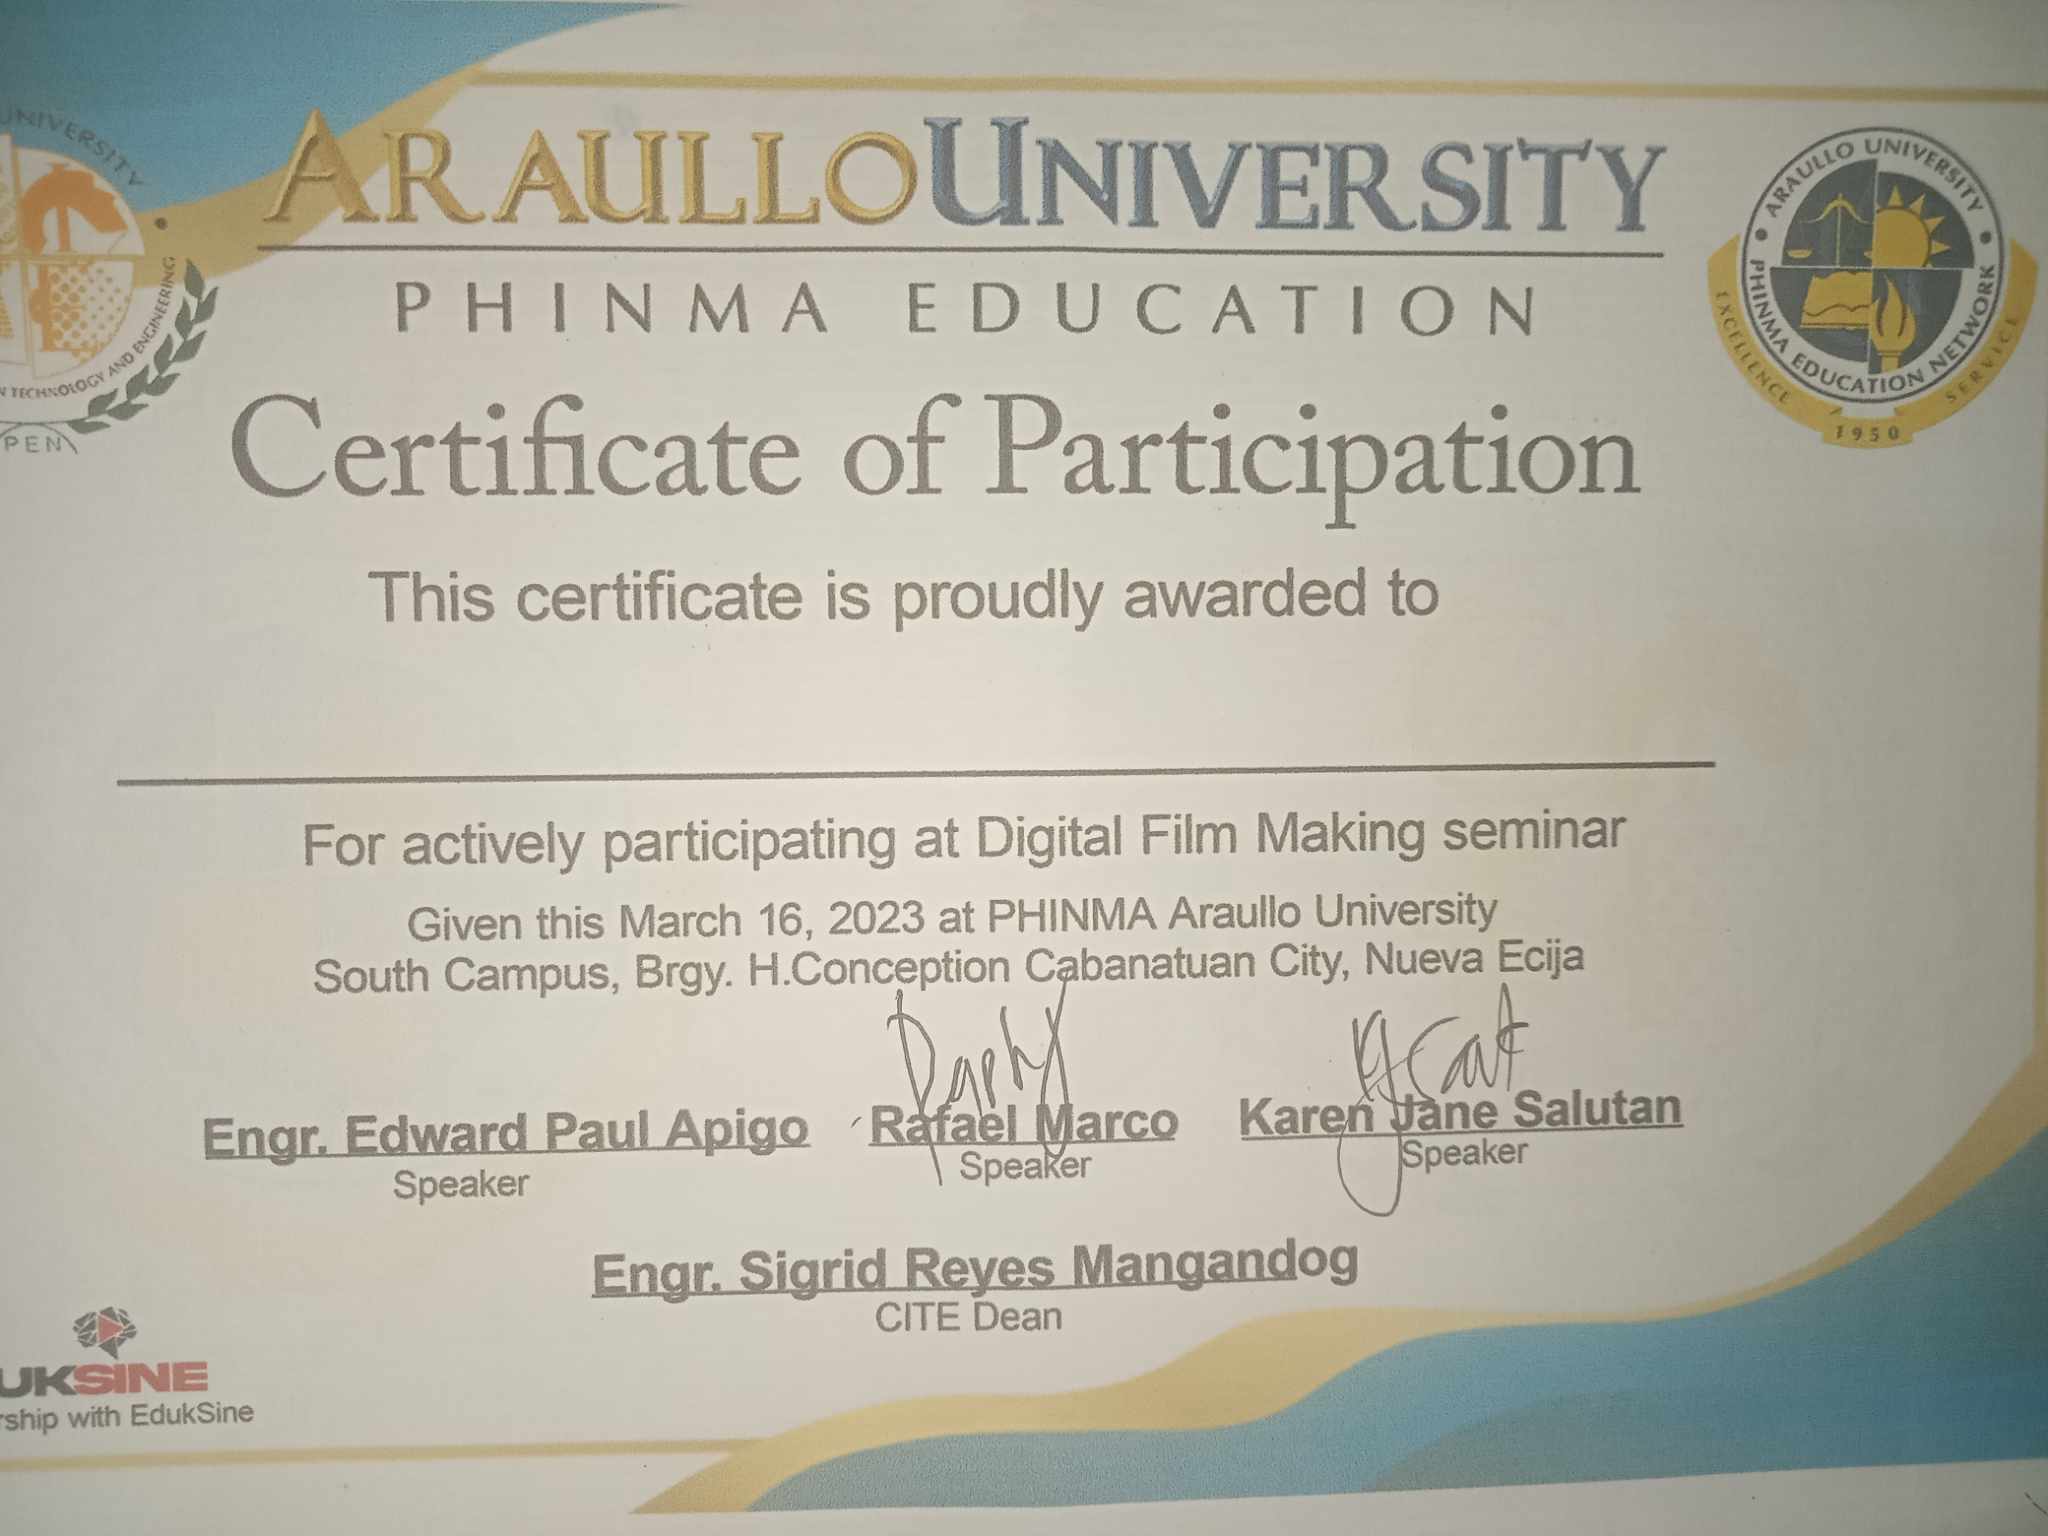 ARAULLO UNIVERSITY
PHINMA EDUCATION
UNIVERSITY
TECHNOLOGY AND ENGINEERING
ARAULLO UNIVERSITY
PHINMA EDUCATION NETWORK
EXCELLENCE
SERVICE
1950
Certificate of Participation
This certificate is proudly awarded to
For actively participating at Digital Film Making seminar
Given this March 16, 2023 at PHINMA Araullo University
South Campus, Brgy. H.Conception Cabanatuan City, Nueva Ecija
Engr. Edward Paul Apigo
Speaker
Rafael Marco
Speaker
Karen Jane Salutan
Speaker
Engr. Sigrid Reyes Mangandog
CITE Dean
UKSINE
rship with EdukSine